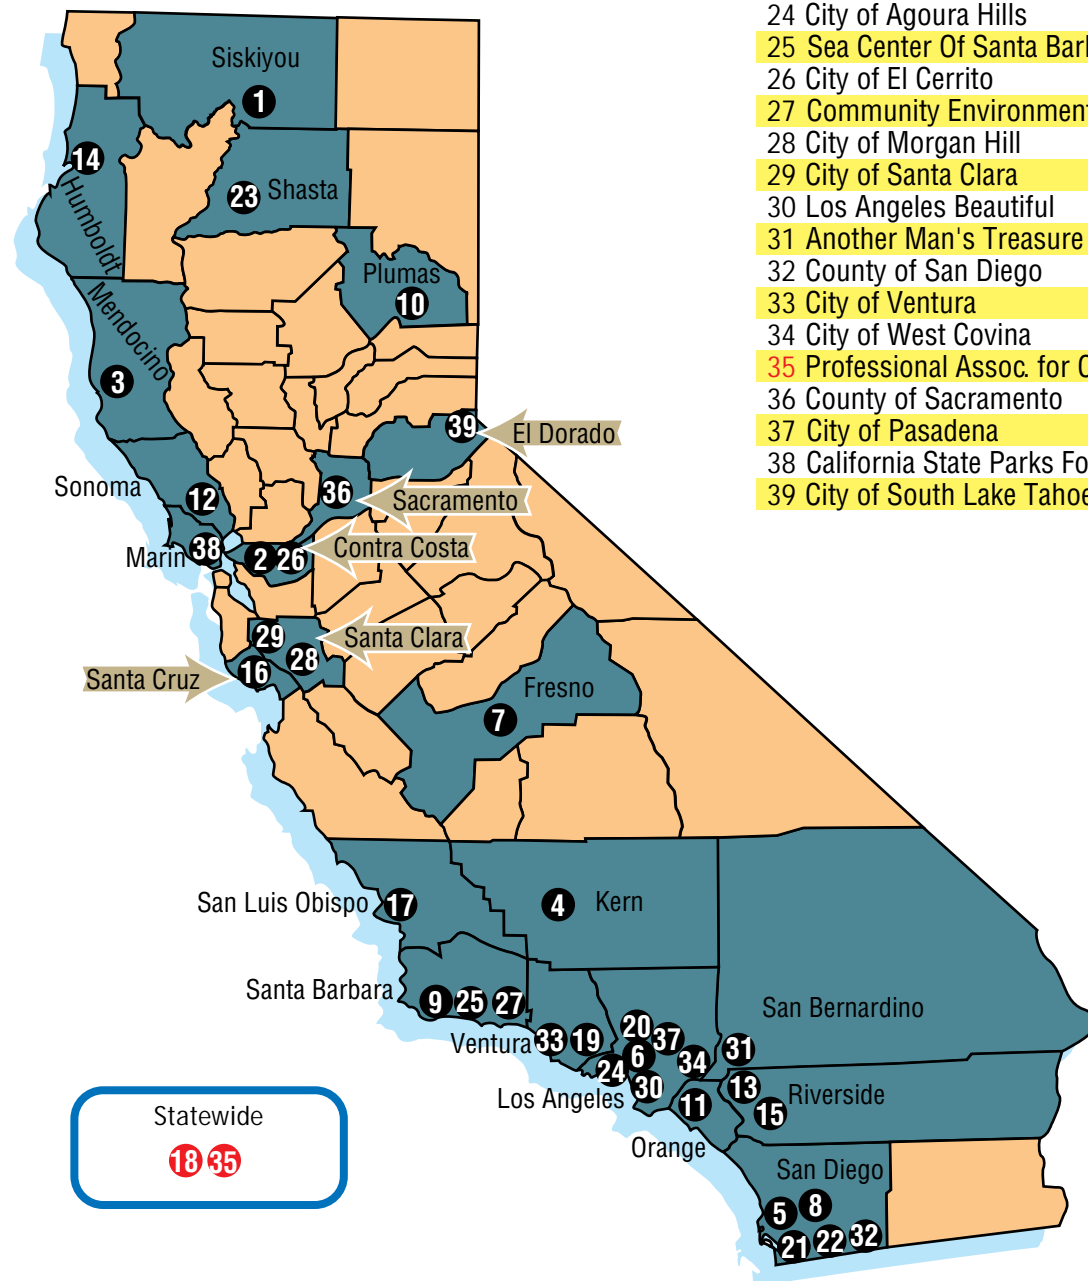 24 City of Agoura Hills
25 Sea Center Of Santa Bar
26 City of El Cerrito
27 Community Environment
28 City of Morgan Hill
29 City of Santa Clara
30 Los Angeles Beautiful
31 Another Man's Treasure
32 County of San Diego
33 City of Ventura
34 City of West Covina
35 Professional Assoc. for C
36 County of Sacramento
37 City of Pasadena
38 California State Parks Fo
39 City of South Lake Tahoe
Siskiyou
1
14
Humboldt
23 Shasta
Plumas
10
Mendocino
3
39
El Dorado
Sonoma
12
36
Sacramento
Marin
38
2 26
Contra Costa
29
28
Santa Clara
Santa Cruz
16
Fresno
7
San Luis Obispo
17
4 Kern
Santa Barbara
9 25 27
San Bernardino
Ventura
33 19
20 37
6
34
31
24
30
Los Angeles
11
Orange
13
15
Riverside
San Diego
5 8
21 22 32
Statewide
18 35